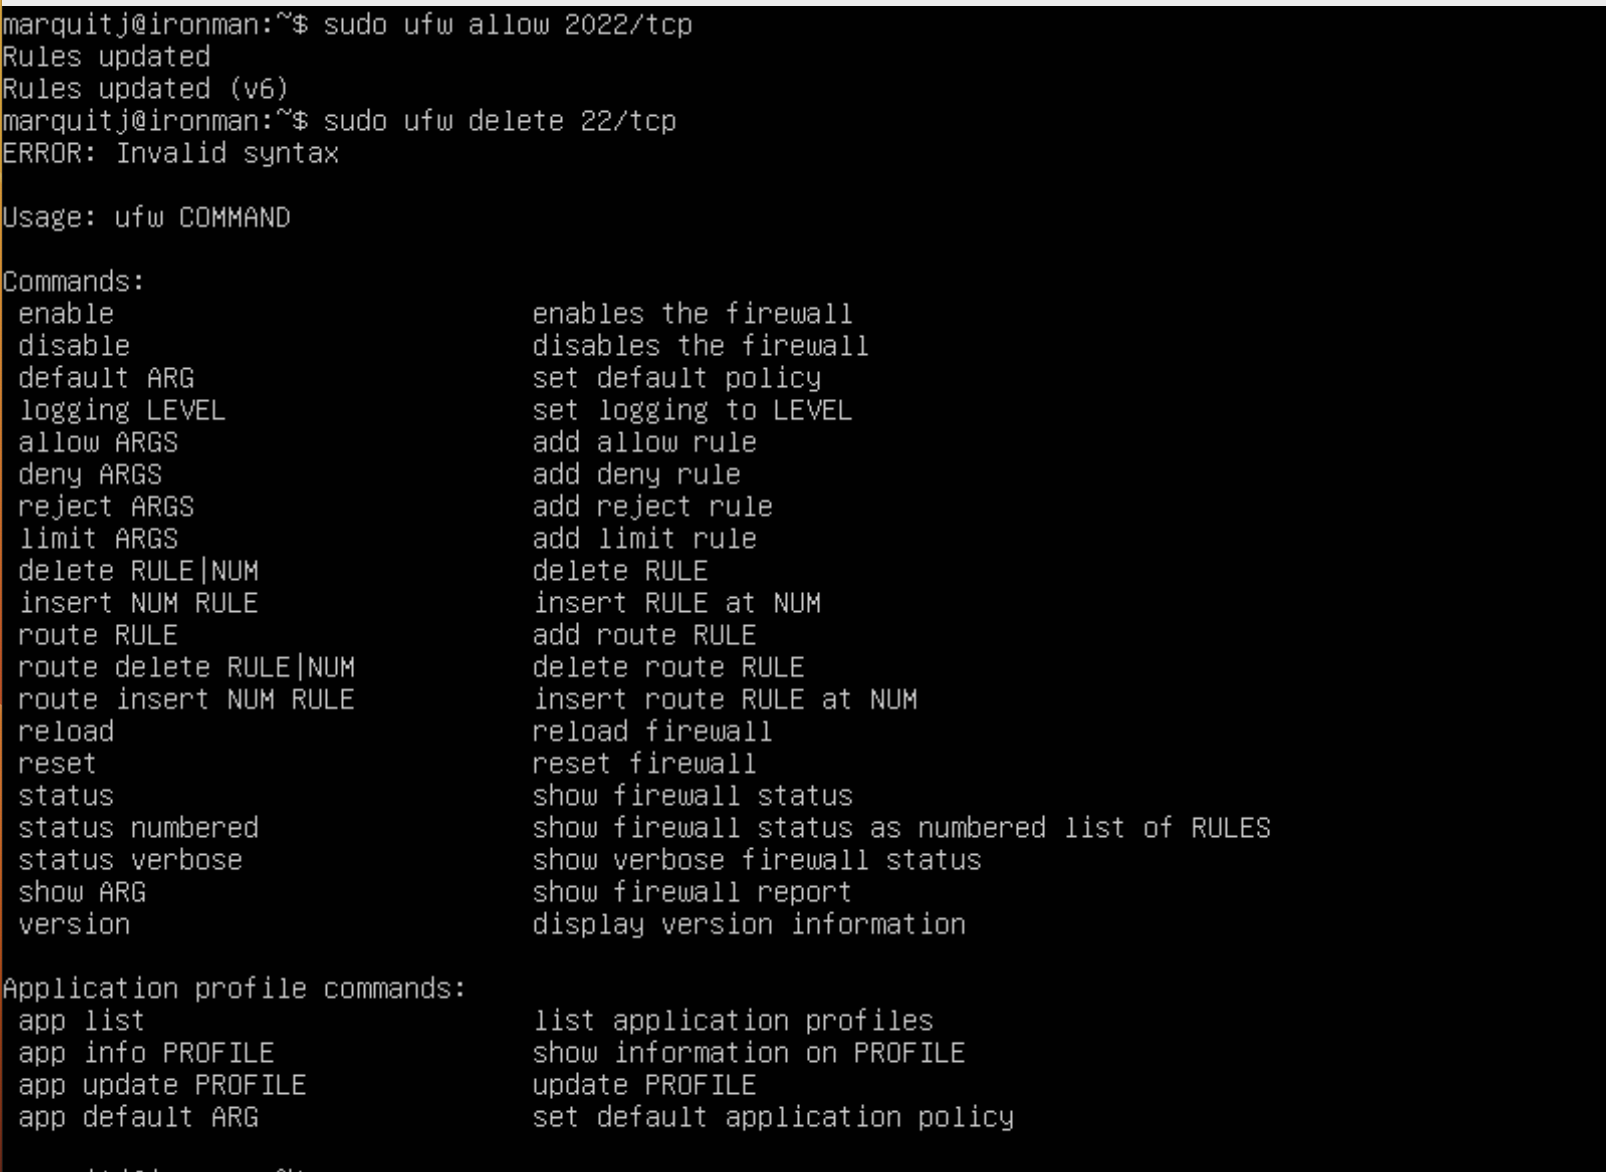 marquitj@ironman:~$ sudo ufw allow 2022/tcp
Rules updated
Rules updated (v6)
marquitj@ironman:~$ sudo ufw delete 22/tcp
ERROR: Invalid syntax

Usage: ufw COMMAND

Commands:
 enable                          enables the firewall
 disable                         disables the firewall
 default ARG                     set default policy
 logging LEVEL                   set logging to LEVEL
 allow ARGS                      add allow rule
 deny ARGS                       add deny rule
 reject ARGS                     add reject rule
 limit ARGS                      add limit rule
 delete RULE|NUM                 delete RULE
 insert NUM RULE                 insert RULE at NUM
 route RULE                      add route RULE
 route delete RULE|NUM           delete route RULE
 route insert NUM RULE           insert route RULE at NUM
 reload                          reload firewall
 reset                           reset firewall
 status                          show firewall status
 status numbered                 show firewall status as numbered list of RULES
 status verbose                  show verbose firewall status
 show ARG                        show firewall report
 version                         display version information

Application profile commands:
 app list                        list application profiles
 app info PROFILE                show information on PROFILE
 app update PROFILE              update PROFILE
 app default ARG                 set default application policy